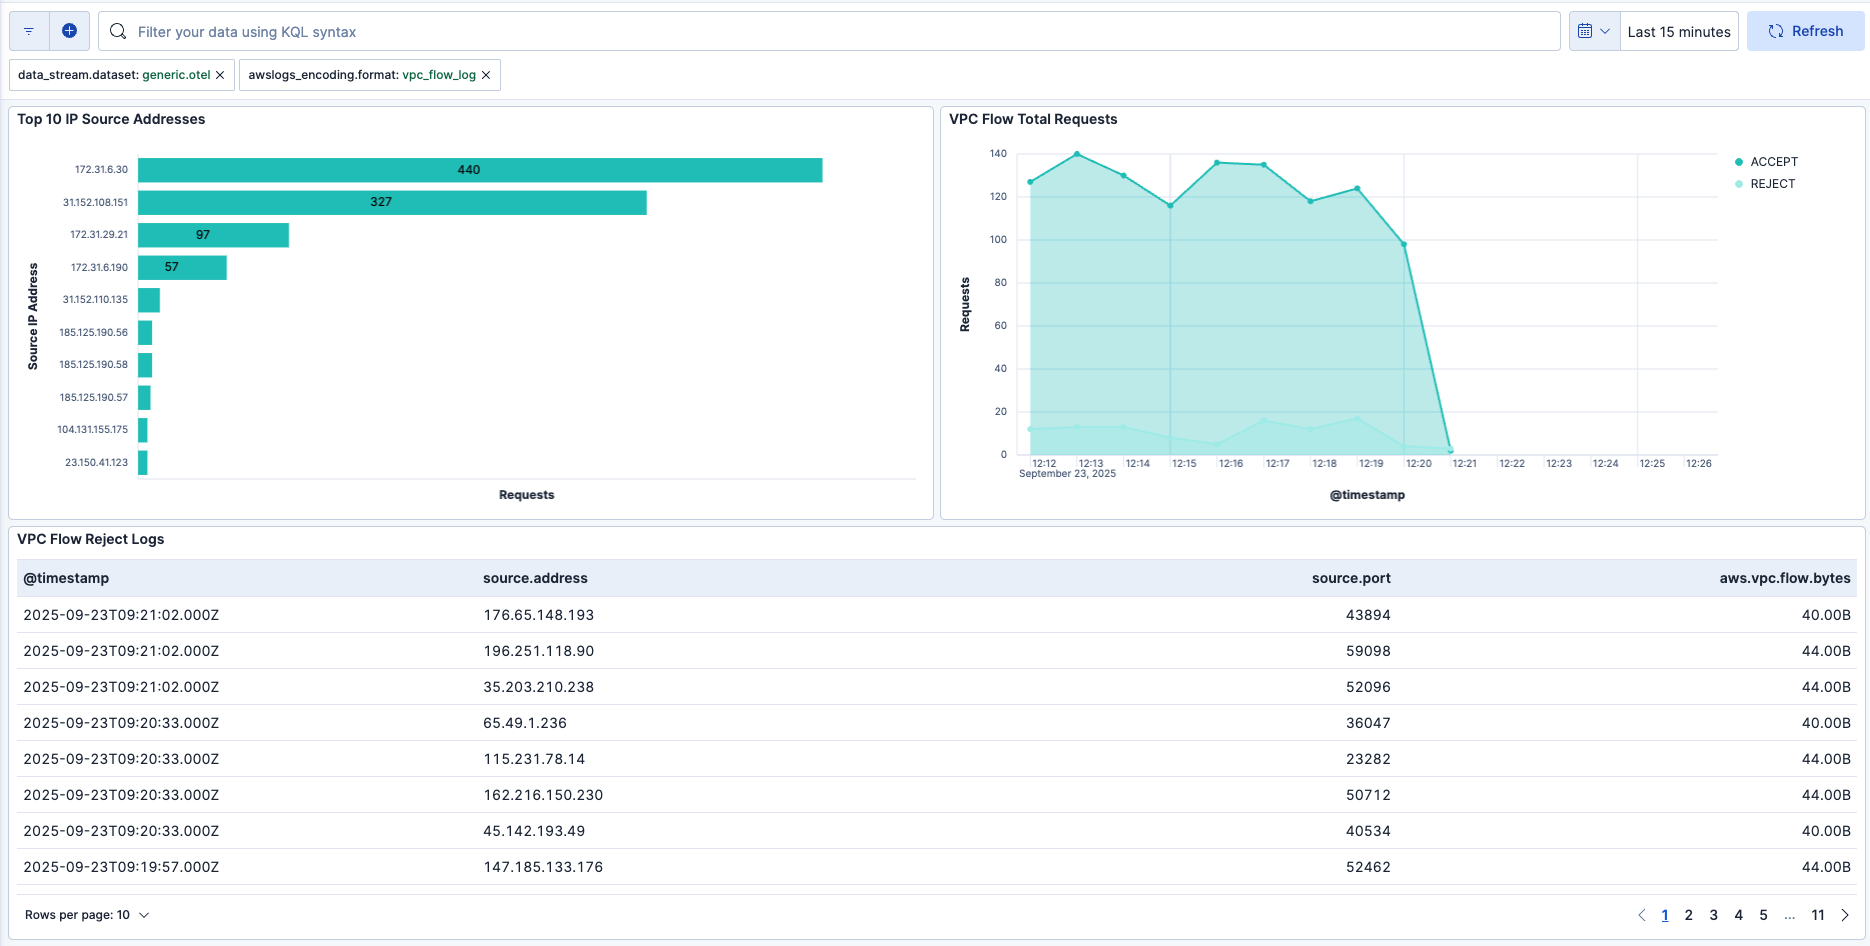 Filter your data using KQL syntax
Last 15 minutes
Refresh
data_stream.dataset: generic.otel
awslogs_encoding.format: vpc_flow_log
Top 10 IP Source Addresses
Source IP Address
172.31.6.30
440
31.152.108.151
327
172.31.29.21
97
172.31.6.190
57
31.152.110.135
185.125.190.56
185.125.190.58
185.125.190.57
104.131.155.175
23.150.41.123
Requests
VPC Flow Total Requests
Requests
140
120
100
80
60
40
20
0
12:12 12:13 12:14 12:15 12:16 12:17 12:18 12:19 12:20 12:21 12:22 12:23 12:24 12:25 12:26
September 23, 2025
@timestamp
ACCEPT
REJECT
VPC Flow Reject Logs
@timestamp source.address source.port aws.vpc.flow.bytes
2025-09-23T09:21:02.000Z 176.65.148.193 43894 40.00B
2025-09-23T09:21:02.000Z 196.251.118.90 59098 44.00B
2025-09-23T09:21:02.000Z 35.203.210.238 52096 44.00B
2025-09-23T09:20:33.000Z 65.49.1.236 36047 40.00B
2025-09-23T09:20:33.000Z 115.231.78.14 23282 44.00B
2025-09-23T09:20:33.000Z 162.216.150.230 50712 44.00B
2025-09-23T09:20:33.000Z 45.142.193.49 40534 40.00B
2025-09-23T09:19:57.000Z 147.185.133.176 52462 44.00B
Rows per page: 10
1 2 3 4 5 ... 11